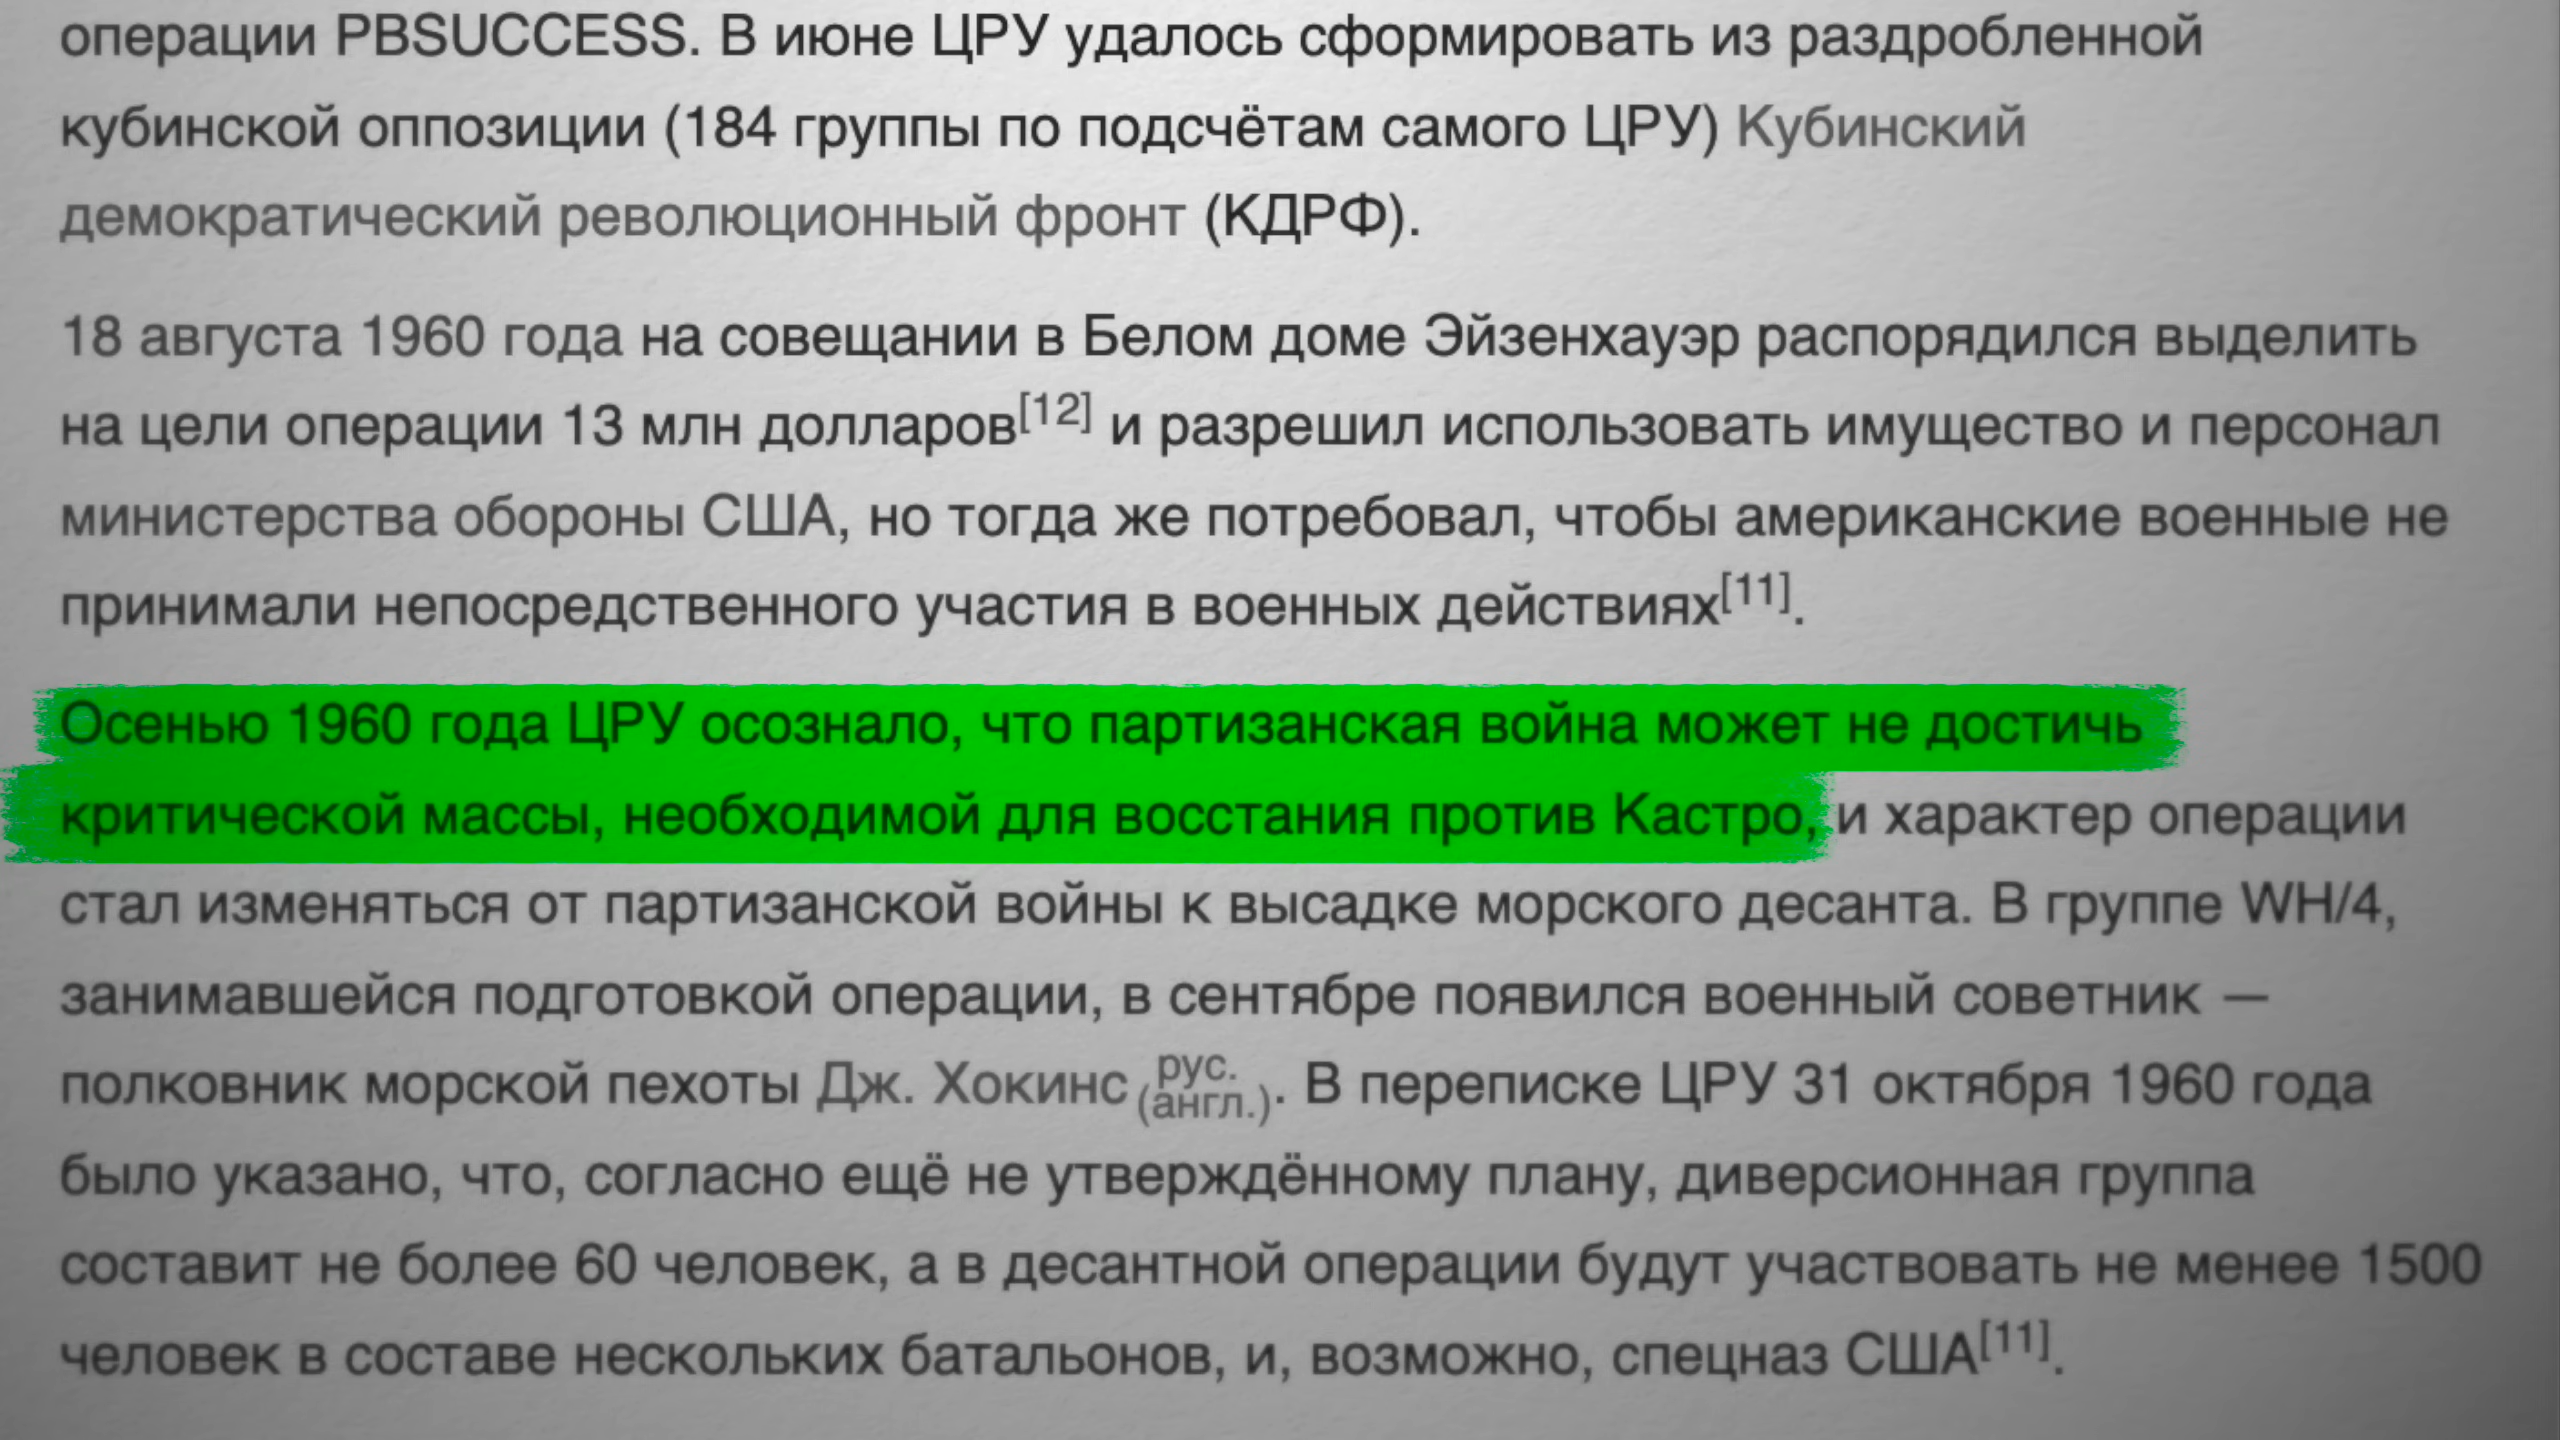 операции PBSUCCESS. В июне ЦРУ удалось сформировать из раздробленной
кубинской оппозиции (184 группы по подсчётам самого ЦРУ) Кубинский
демократический революционный фронт (КДРФ).
18 августа 1960 года на совещании в Белом доме Эйзенхауэр распорядился выделить
на цели операции 13 млн долларов[12] и разрешил использовать имущество и персонал
министерства обороны США, но тогда же потребовал, чтобы американские военные не
принимали непосредственного участия в военных действиях[11].
Осенью 1960 года ЦРУ осознало, что партизанская война может не достичь
критической массы, необходимой для восстания против Кастро, и характер операции
стал изменяться от партизанской войны к высадке морского десанта. В группе WH/4,
занимавшейся подготовкой операции, в сентябре появился военный советник —
полковник морской пехоты Дж. Хокинс рус. (англ.). В переписке ЦРУ 31 октября 1960 года
было указано, что, согласно ещё не утверждённому плану, диверсионная группа
составит не более 60 человек, а в десантной операции будут участвовать не менее 1500
человек в составе нескольких батальонов, и, возможно, спецназ США[11].